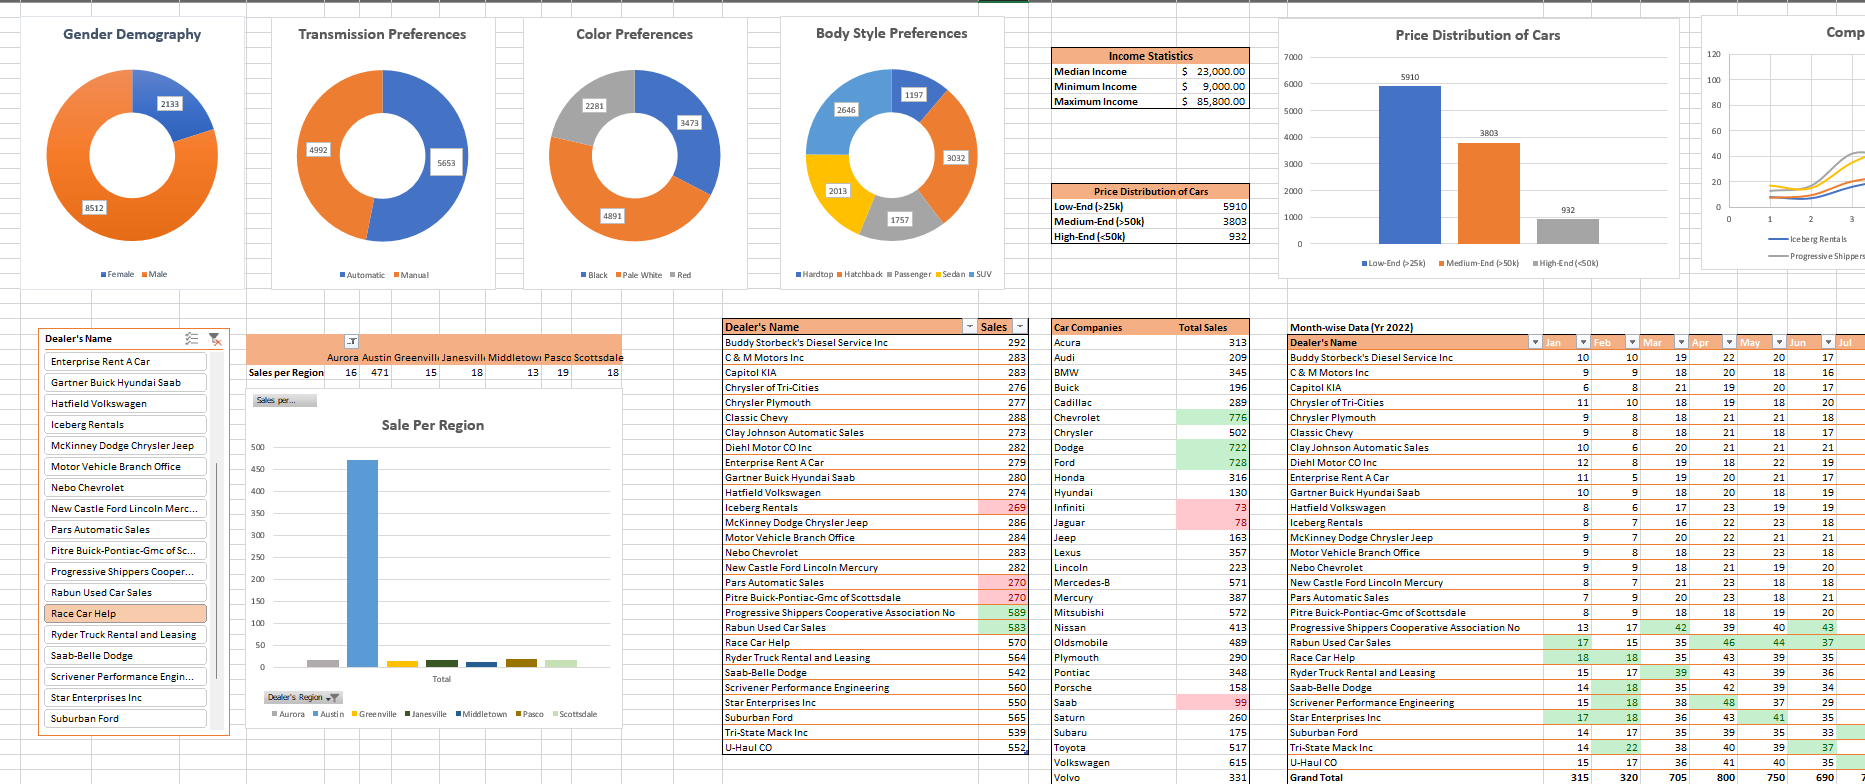 Gender Demography
2133
8512
Female Male
Transmission Preferences
4992
5653
Automatic Manual
Color Preferences
2281
3473
4891
Black Pale White Red
Body Style Preferences
2646
1197
3032
2013
1757
Hardtop Hatchback Passenger Sedan SUV
Income Statistics
Median Income $ 23,000.00
Minimum Income $ 9,000.00
Maximum Income $ 85,800.00
Price Distribution of Cars
Low-End (>25k) 5910
Medium-End (>50k) 3803
High-End (<50k) 932
Price Distribution of Cars
7000
6000
5000
4000
3000
2000
1000
0
5910
3803
932
Low-End (>25k) Medium-End (>50k) High-End (<50k)
Comp
120
100
80
60
40
20
0
0 1 2 3
Iceberg Rentals
Progressive Shippers
Dealer's Name
Enterprise Rent A Car
Gartner Buick Hyundai Saab
Hatfield Volkswagen
Iceberg Rentals
McKinney Dodge Chrysler Jeep
Motor Vehicle Branch Office
Nebo Chevrolet
New Castle Ford Lincoln Merc...
Pars Automatic Sales
Pitre Buick-Pontiac-Gmc of Sc...
Progressive Shippers Cooper...
Rabun Used Car Sales
Race Car Help
Ryder Truck Rental and Leasing
Saab-Belle Dodge
Scrivener Performance Engin...
Star Enterprises Inc
Suburban Ford
Aurora Austin Greenvill Janesvill Middletow Pasco Scottsdale
Sales per Region 16 471 15 18 13 19 18
Sales per...
Sale Per Region
500
450
400
350
300
250
200
150
100
50
0
Total
Dealer's Region
Aurora Austin Greenville Janesville Middletown Pasco Scottsdale
Dealer's Name Sales
Buddy Storbeck's Diesel Service Inc 292
C & M Motors Inc 283
Capitol KIA 283
Chrysler of Tri-Cities 276
Chrysler Plymouth 277
Classic Chevy 288
Clay Johnson Automatic Sales 273
Diehl Motor CO Inc 282
Enterprise Rent A Car 279
Gartner Buick Hyundai Saab 280
Hatfield Volkswagen 274
Iceberg Rentals 269
McKinney Dodge Chrysler Jeep 286
Motor Vehicle Branch Office 284
Nebo Chevrolet 283
New Castle Ford Lincoln Mercury 282
Pars Automatic Sales 270
Pitre Buick-Pontiac-Gmc of Scottsdale 270
Progressive Shippers Cooperative Association No 589
Rabun Used Car Sales 583
Race Car Help 570
Ryder Truck Rental and Leasing 564
Saab-Belle Dodge 542
Scrivener Performance Engineering 560
Star Enterprises Inc 550
Suburban Ford 565
Tri-State Mack Inc 539
U-Haul CO 552
Car Companies Total Sales
Acura 313
Audi 209
BMW 345
Buick 196
Cadillac 289
Chevrolet 776
Chrysler 502
Dodge 722
Ford 728
Honda 316
Hyundai 130
Infiniti 73
Jaguar 78
Jeep 163
Lexus 357
Lincoln 223
Mercedes-B 571
Mercury 387
Mitsubishi 572
Nissan 413
Oldsmobile 489
Plymouth 290
Pontiac 348
Porsche 158
Saab 99
Saturn 260
Subaru 175
Toyota 517
Volkswagen 615
Volvo 331
Month-wise Data (Yr 2022)
Dealer's Name Jan Feb Mar Apr May Jun Jul
Buddy Storbeck's Diesel Service Inc 10 10 19 22 20 17
C & M Motors Inc 9 9 18 20 18 16
Capitol KIA 6 8 21 19 20 17
Chrysler of Tri-Cities 11 10 18 19 18 20
Chrysler Plymouth 9 8 18 21 21 18
Classic Chevy 9 8 18 21 18 17
Clay Johnson Automatic Sales 10 6 20 21 21 21
Diehl Motor CO Inc 12 8 19 18 22 19
Enterprise Rent A Car 11 5 19 20 21 17
Gartner Buick Hyundai Saab 10 9 18 20 18 19
Hatfield Volkswagen 8 6 17 23 19 19
Iceberg Rentals 8 7 16 22 23 18
McKinney Dodge Chrysler Jeep 9 7 20 22 21 21
Motor Vehicle Branch Office 9 8 18 23 23 18
Nebo Chevrolet 9 9 18 21 19 20
New Castle Ford Lincoln Mercury 8 7 21 23 18 18
Pars Automatic Sales 7 9 20 23 18 21
Pitre Buick-Pontiac-Gmc of Scottsdale 8 9 18 18 19 20
Progressive Shippers Cooperative Association No 13 17 42 39 40 43
Rabun Used Car Sales 17 15 35 46 44 37
Race Car Help 18 18 35 43 39 35
Ryder Truck Rental and Leasing 15 17 39 43 39 36
Saab-Belle Dodge 14 18 35 42 39 34
Scrivener Performance Engineering 15 18 38 48 37 29
Star Enterprises Inc 17 18 36 43 41 35
Suburban Ford 14 17 35 39 35 33
Tri-State Mack Inc 14 22 38 40 39 37
U-Haul CO 15 17 36 41 40 35
Grand Total 315 320 705 800 750 690 7